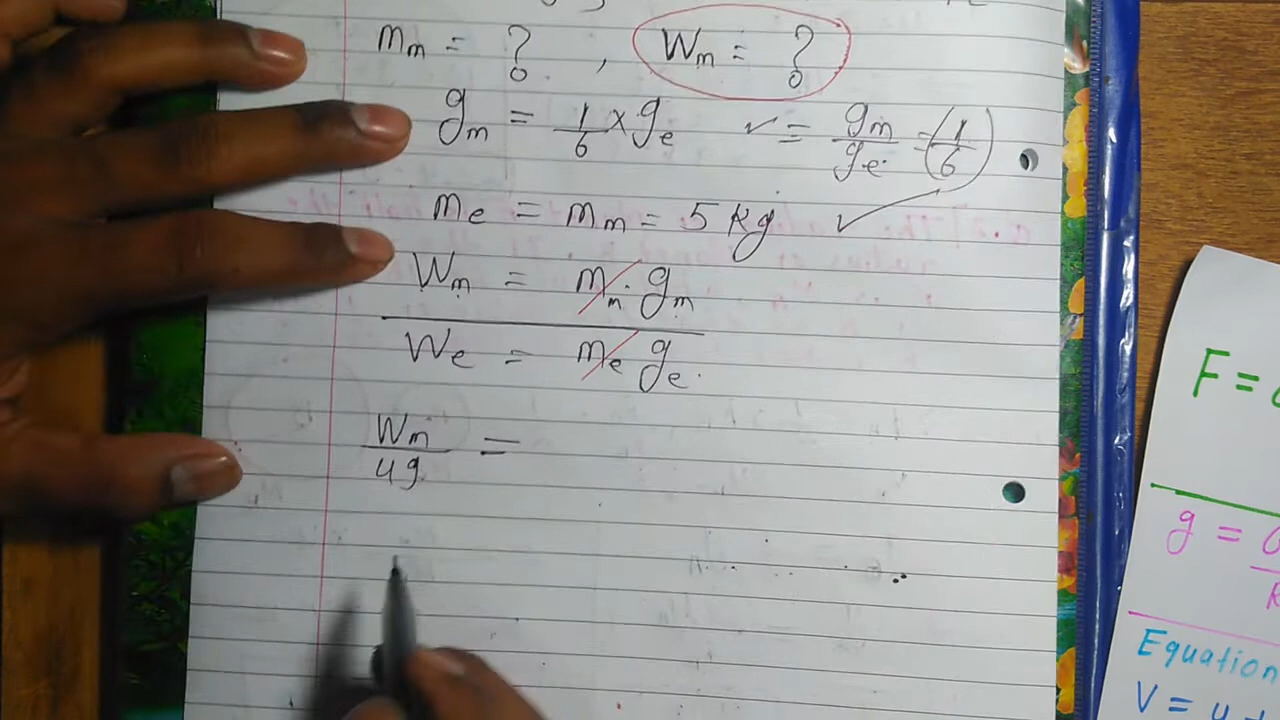 mm = ? , Wm = ?
gm = 1/6 × ge ✓ = gm/ge = (1/6)
me = mm = 5 kg ✓
Wm = mm . gm
We = me ge.
Wm/49 =
F =
g =
Equation
V = u +